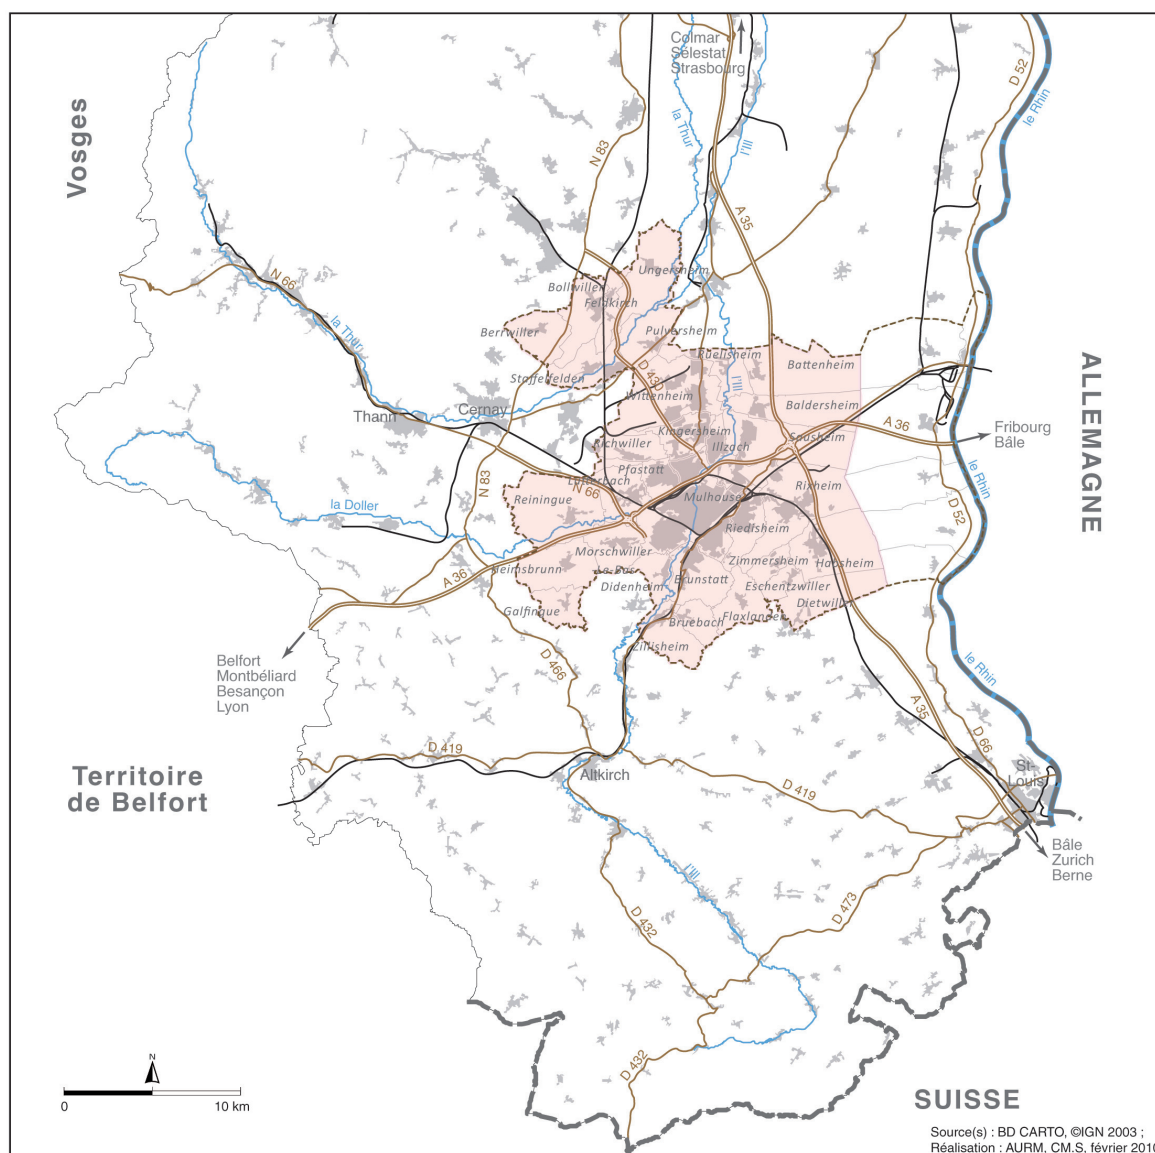 Colmar
Sélestat
Strasbourg
D 52
le Rhin
Vosges
la Thur
l'Ill
N 83
A 35
Ungersheim
N 66
Bollwiller
Feldkirch
la Thur
Berrwiller
Pulversheim
Ruelisheim
Battenheim
ALLEMAGNE
Staffelfelden
D 430
l'Ill
Wittenheim
Baldersheim
Thann
Cernay
A 36
Fribourg
Bâle
Kingersheim
Illzach
Sausheim
Richwiller
Pfastatt
le Rhin
N 83
Lutterbach
N 66
Reiningue
Mulhouse
Rixheim
la Doller
D 52
Riedisheim
Morschwiller
Le-Bas
Zimmersheim
Habsheim
Heimsbrunn
A 36
Didenheim
Brunstatt
Eschentzwiller
Galfingue
Dietwiller
Bruebach
Flaxlanden
Zillisheim
Belfort
Montbéliard
Besançon
Lyon
D 466
le Rhin
A 35
D 66
D 419
Territoire
de Belfort
Altkirch
D 419
St-
Louis
Bâle
Zurich
Berne
l'Ill
D 432
D 473
D 432
N
0
10 km
SUISSE
Source(s) : BD CARTO, ©IGN 2003 ;
Réalisation : AURM, CM.S, février 2010